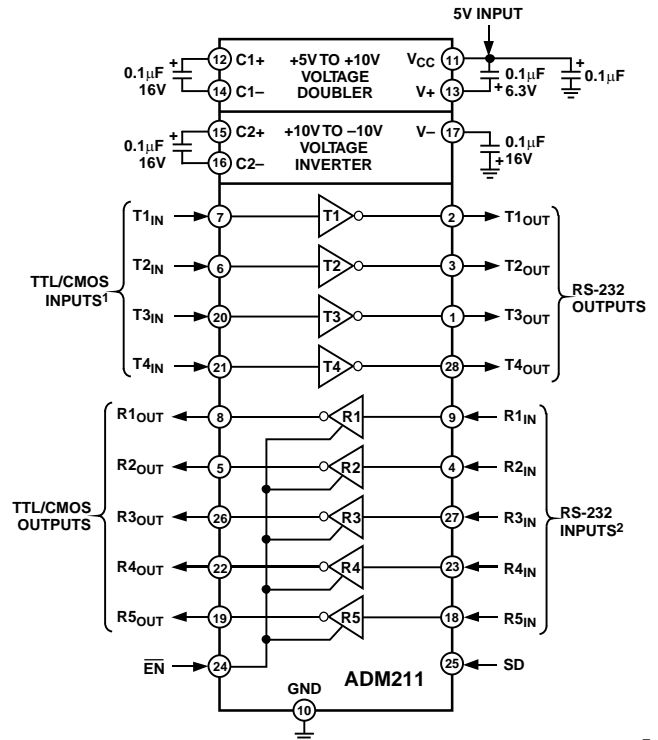 5V INPUT
12 C1+ +5V TO +10V VOLTAGE DOUBLER VCC 11
0.1µF 16V
14 C1– V+ 13
0.1µF 6.3V
0.1µF
15 C2+ +10V TO –10V VOLTAGE INVERTER V– 17
0.1µF 16V
16 C2–
0.1µF 16V
T1IN 7 T1 2 T1OUT
T2IN 6 T2 3 T2OUT
TTL/CMOS INPUTS1
RS-232 OUTPUTS
T3IN 20 T3 1 T3OUT
T4IN 21 T4 28 T4OUT
R1OUT 8 R1 9 R1IN
R2OUT 5 R2 4 R2IN
TTL/CMOS OUTPUTS
RS-232 INPUTS2
R3OUT 26 R3 27 R3IN
R4OUT 22 R4 23 R4IN
R5OUT 19 R5 18 R5IN
EN 24 ADM211 25 SD
GND
10